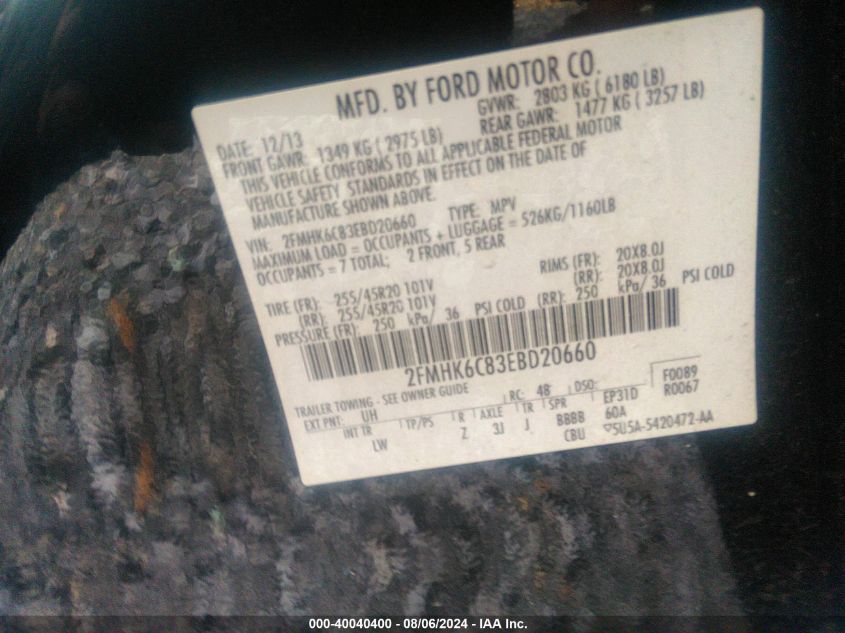 MFD. BY FORD MOTOR CO.
DATE: 12/13 GVWR: 2803 KG ( 6180 LB)
FRONT GAWR: 1349 KG ( 2975 LB) REAR GAWR: 1477 KG ( 3257 LB)
THIS VEHICLE CONFORMS TO ALL APPLICABLE FEDERAL MOTOR
VEHICLE SAFETY STANDARDS IN EFFECT ON THE DATE OF
MANUFACTURE SHOWN ABOVE.
VIN: 2FMHK6C83EBD20660 TYPE: MPV
MAXIMUM LOAD = OCCUPANTS + LUGGAGE = 526KG/1160LB
OCCUPANTS = 7 TOTAL; 2 FRONT, 5 REAR
TIRE (FR): 255/45R20 101V RIMS (FR): 20X8.0J
(RR): 255/45R20 101V (RR): 20X8.0J
PRESSURE (FR): 250 kPa/ 36 PSI COLD (RR): 250 kPa/ 36 PSI COLD
2FMHK6C83EBD20660
TRAILER TOWING - SEE OWNER GUIDE
EXT PNT: UH RC: 48 DSO: F0089
INT TR TP/PS R AXLE TR SPR EP31D R0067
LW Z 3J J BBBB 60A
CBU 5U5A-5420472-AA
000-40040400 - 08/06/2024 - IAA Inc.